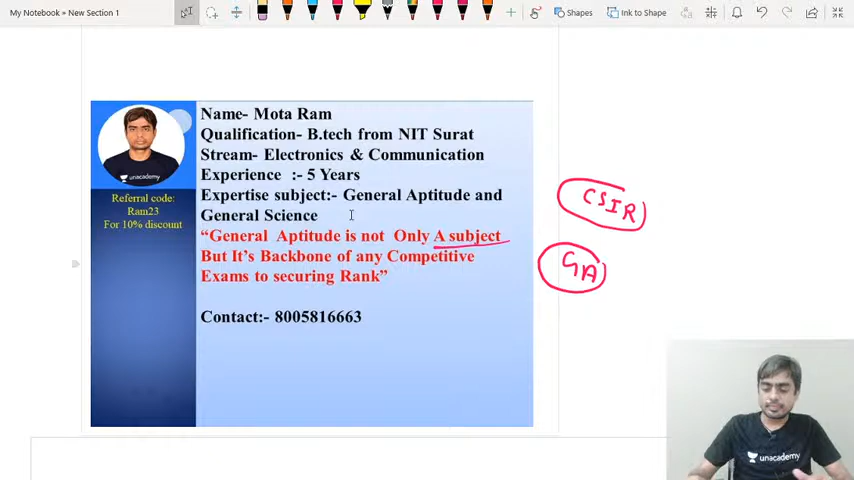 My Notebook » New Section 1
Shapes
Ink to Shape
Name- Mota Ram
Qualification- B.tech from NIT Surat
Stream- Electronics & Communication
Experience :- 5 Years
Expertise subject:- General Aptitude and
General Science
“General Aptitude is not Only A subject
But It’s Backbone of any Competitive
Exams to securing Rank”
Contact:- 8005816663
unacademy
Referral code:
Ram23
For 10% discount
CSIR
GA
unacademy